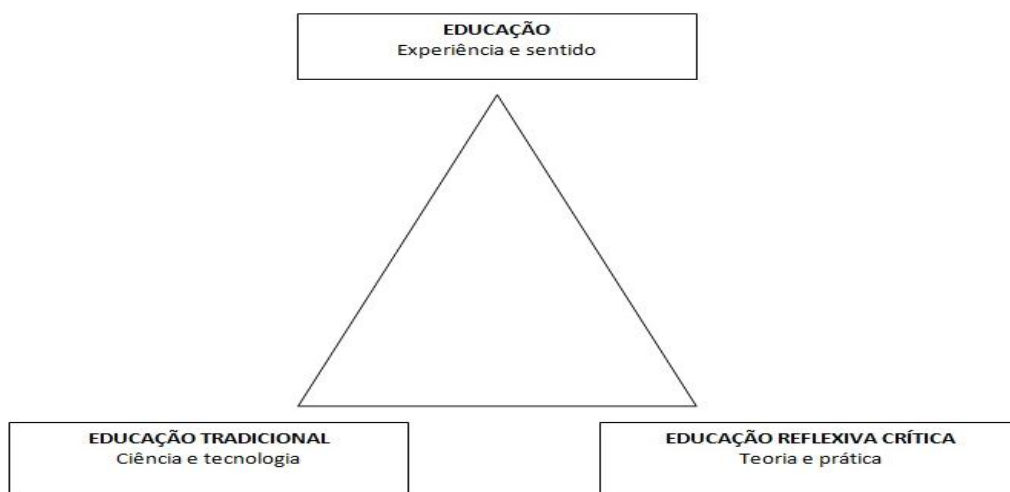 EDUCAÇÃO
Experiência e sentido
EDUCAÇÃO TRADICIONAL
Ciência e tecnologia
EDUCAÇÃO REFLEXIVA CRÍTICA
Teoria e prática